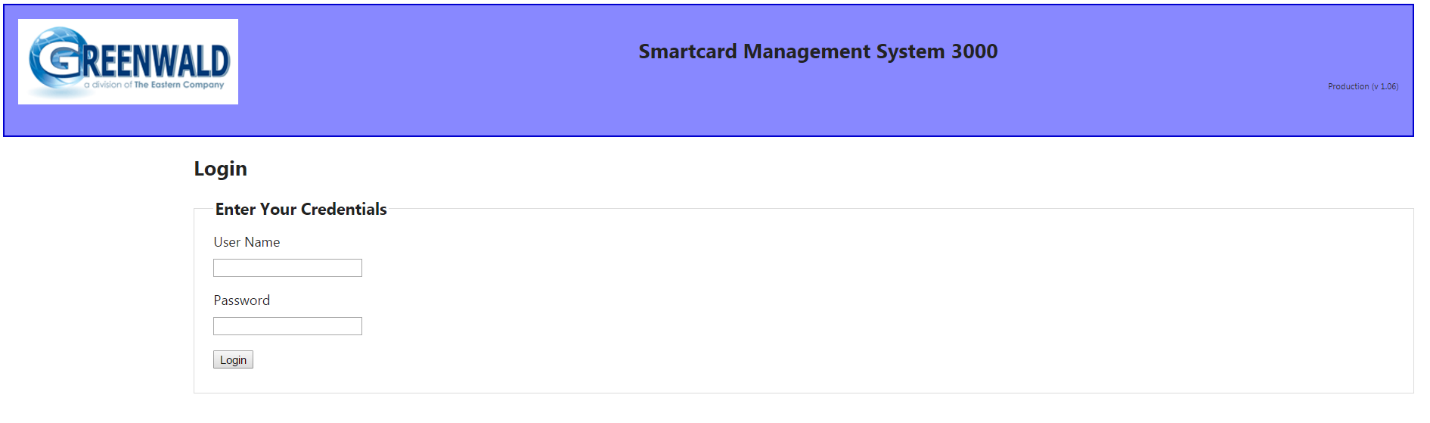 GREENWALD
a division of The Eastern Company
Smartcard Management System 3000
Production (v 1.06)
Login
Enter Your Credentials
User Name
Password
Login